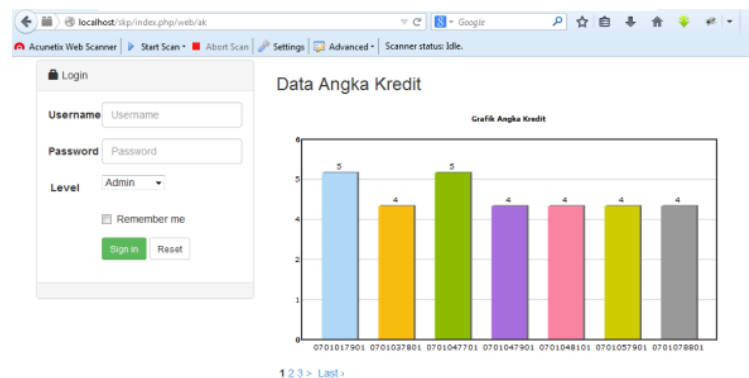 localhost/skp/index.php/web/ak
Google
Acunetix Web Scanner Start Scan Abort Scan Settings Advanced Scanner status: Idle.
Login
Username Username
Password Password
Level Admin
Remember me
Sign in Reset
Data Angka Kredit
Grafik Angka Kredit
6
5
4
2
1
0
5 4 5 4 4 4 4
0701017901 0701037801 0701047701 0701047901 0701048101 0701057901 0701078801
1 2 3 > Last ›